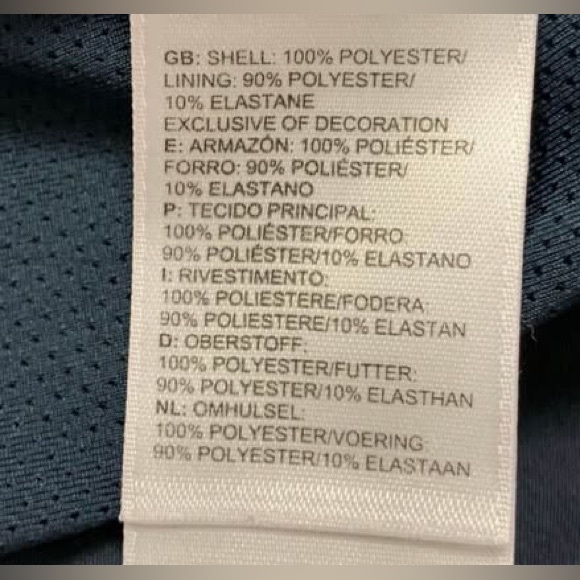 GB: SHELL: 100% POLYESTER/
LINING: 90% POLYESTER/
10% ELASTANE
EXCLUSIVE OF DECORATION
E: ARMAZÓN: 100% POLIÉSTER/
FORRO: 90% POLIÉSTER/
10% ELASTANO
P: TECIDO PRINCIPAL:
100% POLIÉSTER/FORRO:
90% POLIÉSTER/10% ELASTANO
I: RIVESTIMENTO:
100% POLIESTERE/FODERA:
90% POLIESTERE/10% ELASTAN
D: OBERSTOFF:
100% POLYESTER/FUTTER:
90% POLYESTER/10% ELASTHAN
NL: OMHULSEL:
100% POLYESTER/VOERING:
90% POLYESTER/10% ELASTAAN